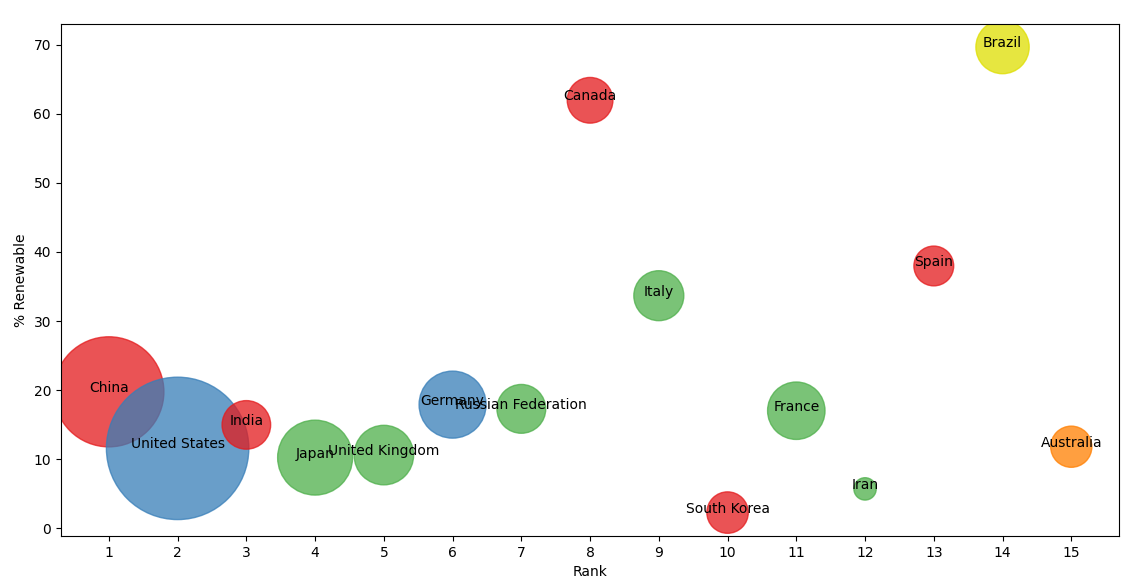 Brazil
Canada
Spain
Italy
China
Germany
Russian Federation
France
India
United States
Japan
United Kingdom
Australia
Iran
South Korea
% Renewable
70
60
50
40
30
20
10
0
1 2 3 4 5 6 7 8 9 10 11 12 13 14 15
Rank